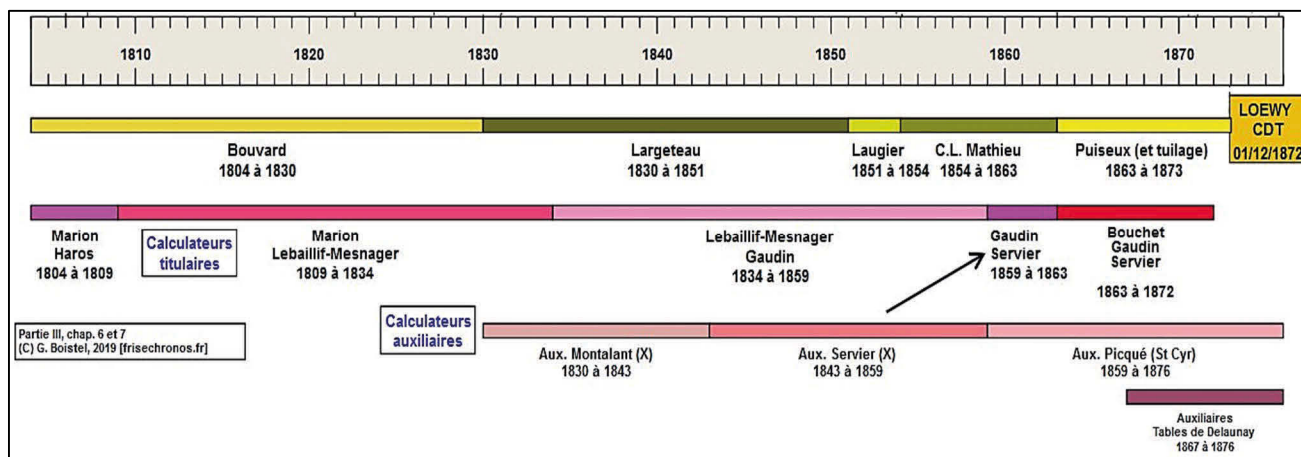 1810 1820 1830 1840 1850 1860 1870
LOEWY
CDT
01/12/1872
Bouvard
1804 à 1830
Largeteau
1830 à 1851
Laugier
1851 à 1854
C.L. Mathieu
1854 à 1863
Puiseux (et tuilage)
1863 à 1873
Marion
Haros
1804 à 1809
Calculateurs
titulaires
Marion
Lebaillif-Mesnager
1809 à 1834
Lebaillif-Mesnager
Gaudin
1834 à 1859
Gaudin
Servier
1859 à 1863
Bouchet
Gaudin
Servier
1863 à 1872
Partie III, chap. 6 et 7
(C) G. Boistel, 2019 [frisechronos.fr]
Calculateurs
auxiliaires
Aux. Montalant (X)
1830 à 1843
Aux. Servier (X)
1843 à 1859
Aux. Picqué (St Cyr)
1859 à 1876
Auxiliaires
Tables de Delaunay
1867 à 1876